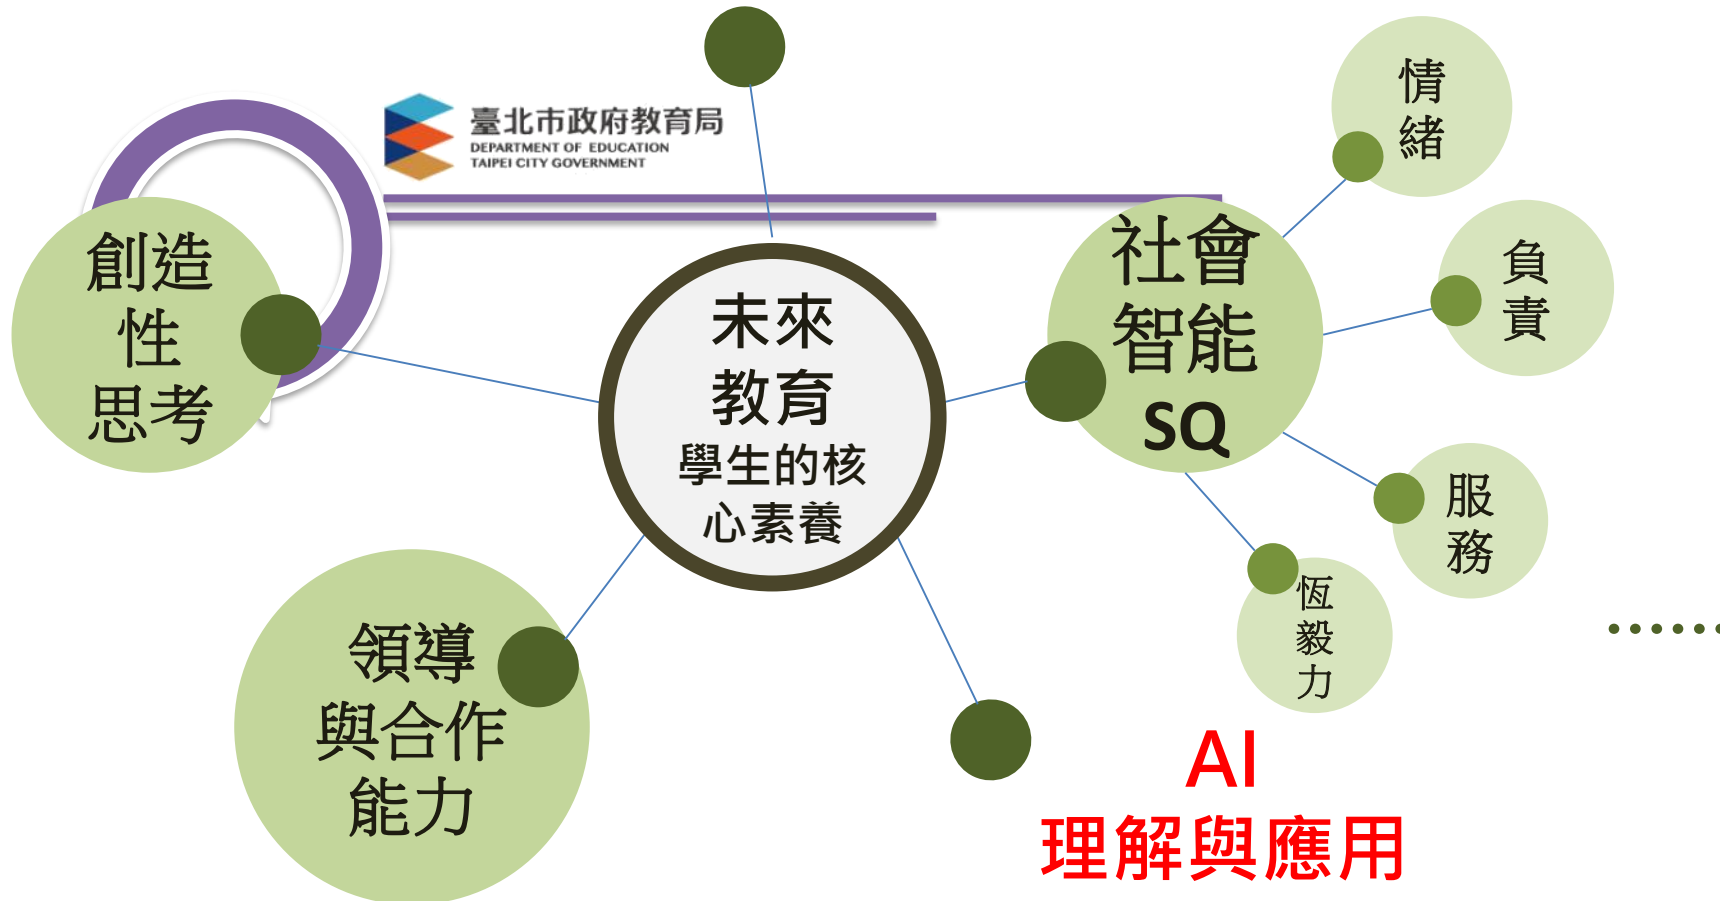 臺北市政府教育局
DEPARTMENT OF EDUCATION
TAIPEI CITY GOVERNMENT
創造
性
思考
未來
教育
學生的核
心素養
社會
智能
SQ
情
緒
負
責
服
務
恆
毅
力
領導
與合作
能力
AI
理解與應用